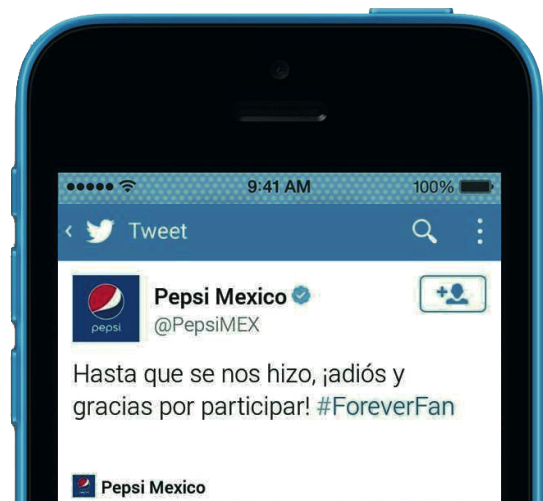 9:41 AM 100%
Tweet
Pepsi Mexico
pepsi
@PepsiMEX
Hasta que se nos hizo, ¡adiós y
gracias por participar! #ForeverFan
Pepsi Mexico